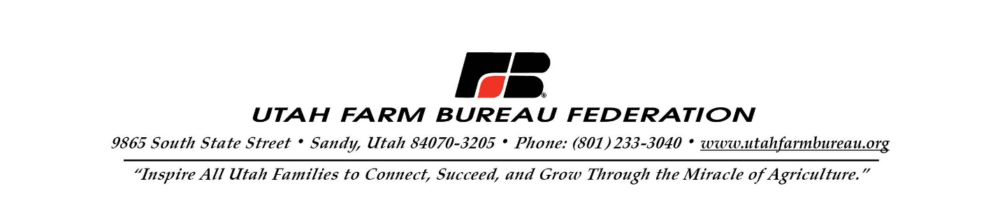 FB®
UTAH FARM BUREAU FEDERATION
9865 South State Street • Sandy, Utah 84070-3205 • Phone: (801) 233-3040 • www.utahfarmbureau.org
“Inspire All Utah Families to Connect, Succeed, and Grow Through the Miracle of Agriculture.”